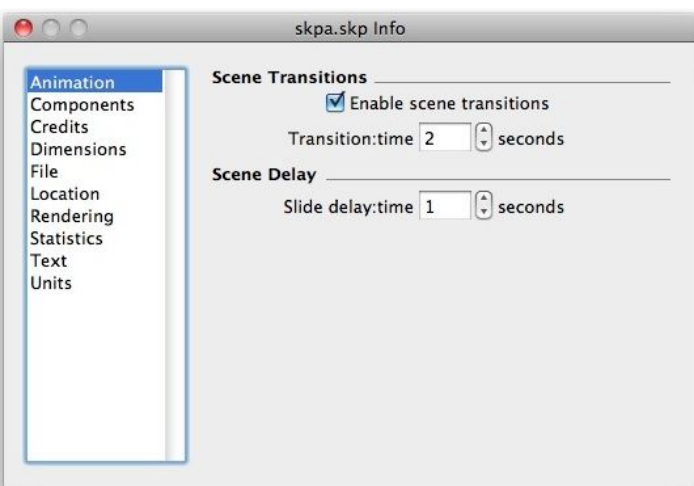 skpa.skp Info
Animation
Components
Credits
Dimensions
File
Location
Rendering
Statistics
Text
Units
Scene Transitions
Enable scene transitions
Transition:time 2 seconds
Scene Delay
Slide delay:time 1 seconds